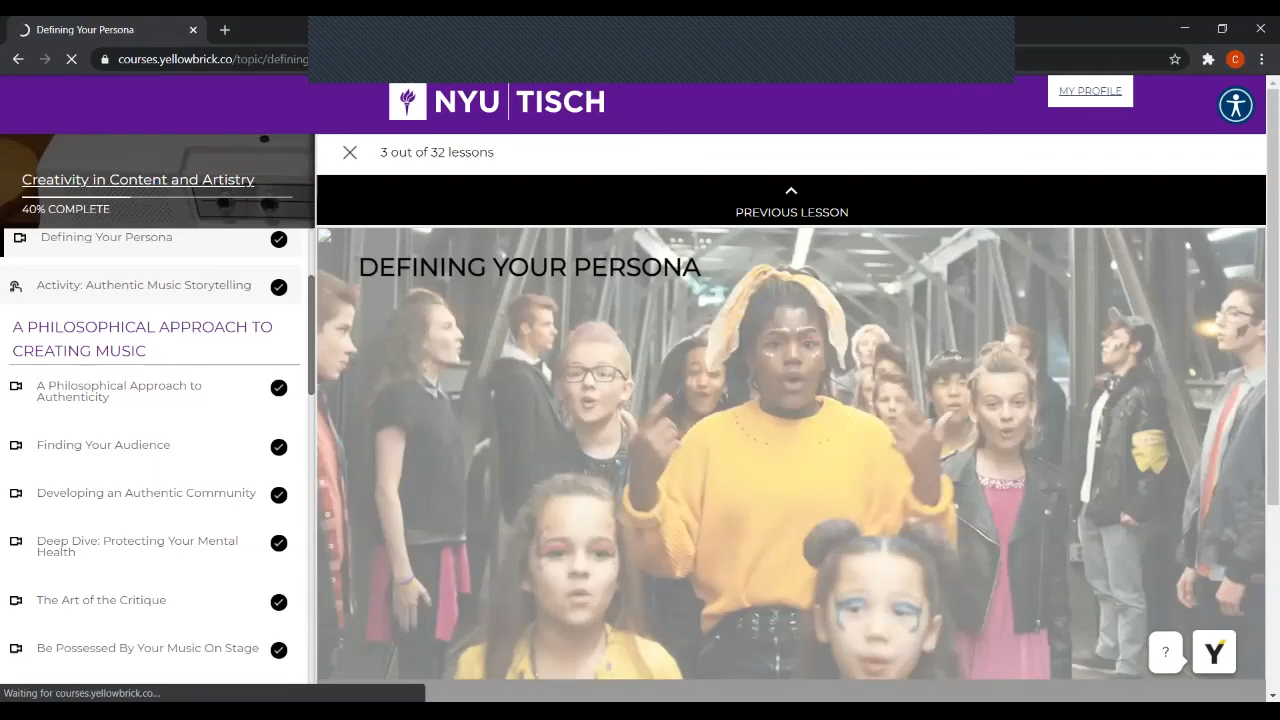 Defining Your Persona
courses.yellowbrick.co/topic/defining
C
NYU | TISCH
MY PROFILE
3 out of 32 lessons
PREVIOUS LESSON
Creativity in Content and Artistry
40% COMPLETE
Defining Your Persona
Activity: Authentic Music Storytelling
A PHILOSOPHICAL APPROACH TO
CREATING MUSIC
A Philosophical Approach to
Authenticity
Finding Your Audience
Developing an Authentic Community
Deep Dive: Protecting Your Mental
Health
The Art of the Critique
Be Possessed By Your Music On Stage
DEFINING YOUR PERSONA
?
Y
Waiting for courses.yellowbrick.co...